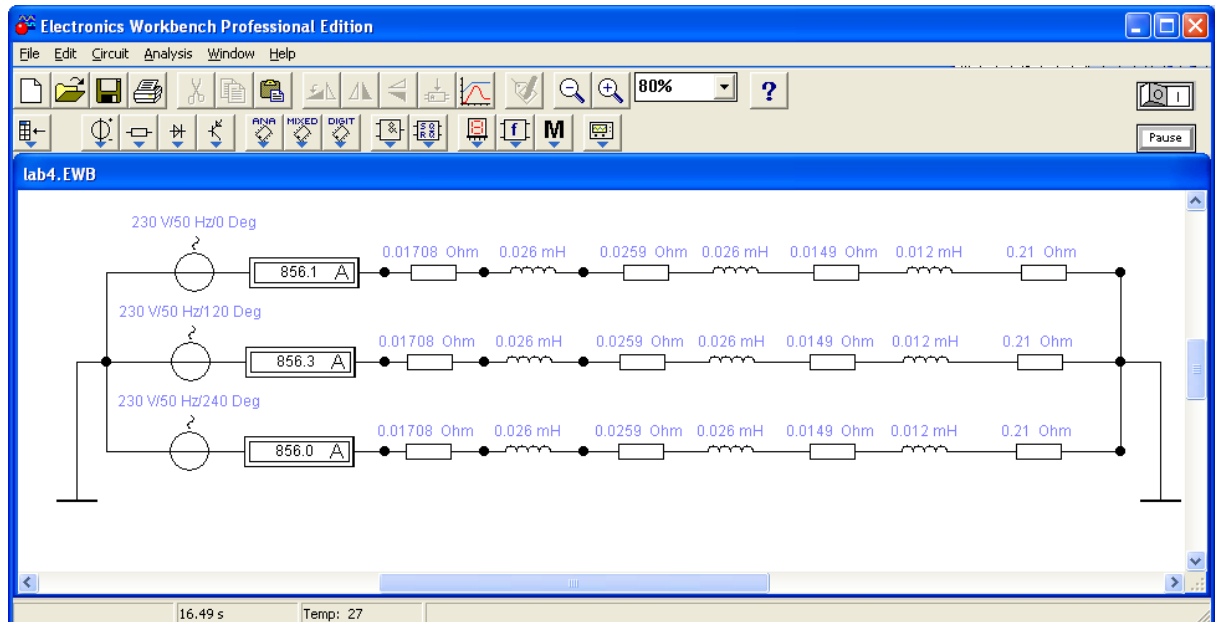 Electronics Workbench Professional Edition
File Edit Circuit Analysis Window Help
80% ?
ANA MIXED DIGIT & f M
Pause
lab4.EWB
230 V/50 Hz/0 Deg
0.01708 Ohm 0.026 mH 0.0259 Ohm 0.026 mH 0.0149 Ohm 0.012 mH 0.21 Ohm
856.1 A
230 V/50 Hz/120 Deg
0.01708 Ohm 0.026 mH 0.0259 Ohm 0.026 mH 0.0149 Ohm 0.012 mH 0.21 Ohm
856.3 A
230 V/50 Hz/240 Deg
0.01708 Ohm 0.026 mH 0.0259 Ohm 0.026 mH 0.0149 Ohm 0.012 mH 0.21 Ohm
856.0 A
16.49 s Temp: 27